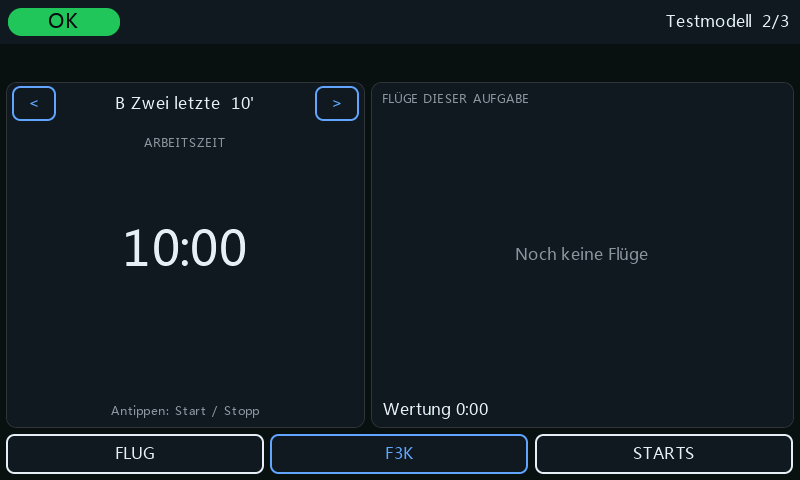 OK
Testmodell 2/3
< B Zwei letzte 10' >
ARBEITSZEIT
10:00
Antippen: Start / Stopp
FLÜGE DIESER AUFGABE
Noch keine Flüge
Wertung 0:00
FLUG
F3K
STARTS